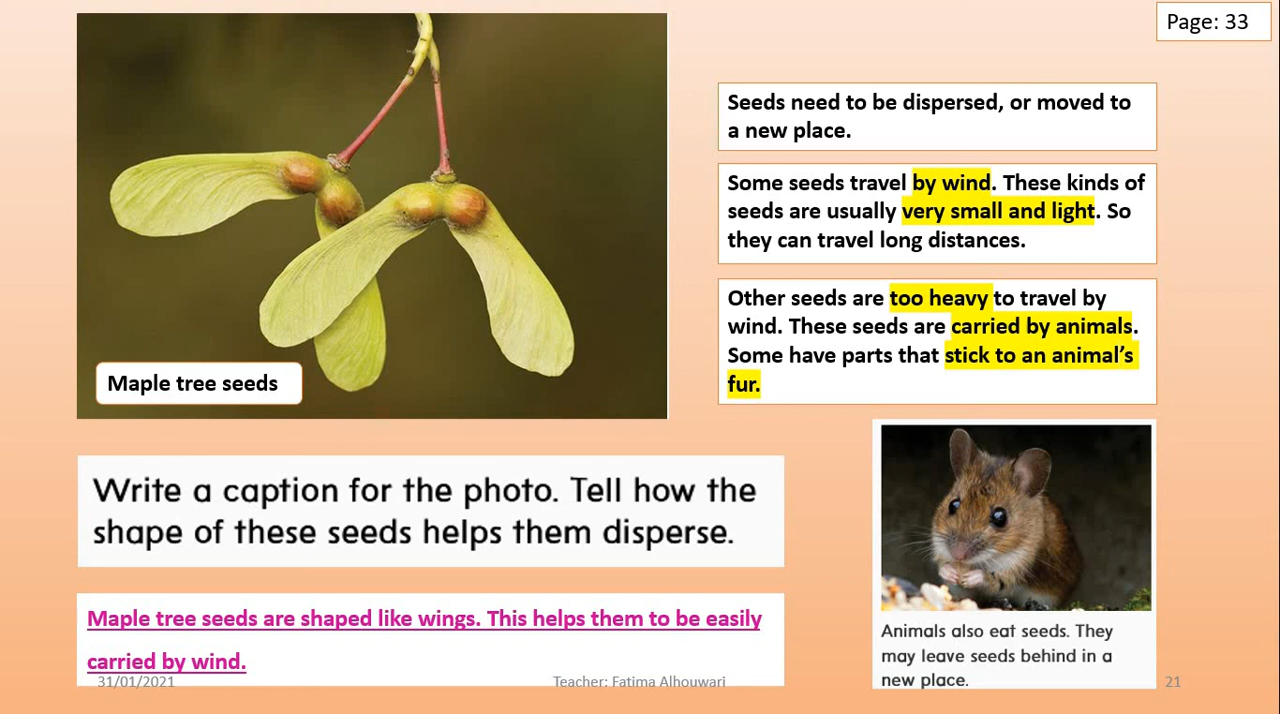 Page: 33
Seeds need to be dispersed, or moved to
a new place.
Some seeds travel by wind. These kinds of
seeds are usually very small and light. So
they can travel long distances.
Other seeds are too heavy to travel by
wind. These seeds are carried by animals.
Some have parts that stick to an animal’s
fur.
Maple tree seeds
Write a caption for the photo. Tell how the
shape of these seeds helps them disperse.
Maple tree seeds are shaped like wings. This helps them to be easily
carried by wind.
Animals also eat seeds. They
may leave seeds behind in a
new place.
31/01/2021
Teacher: Fatima Alhouwari
21